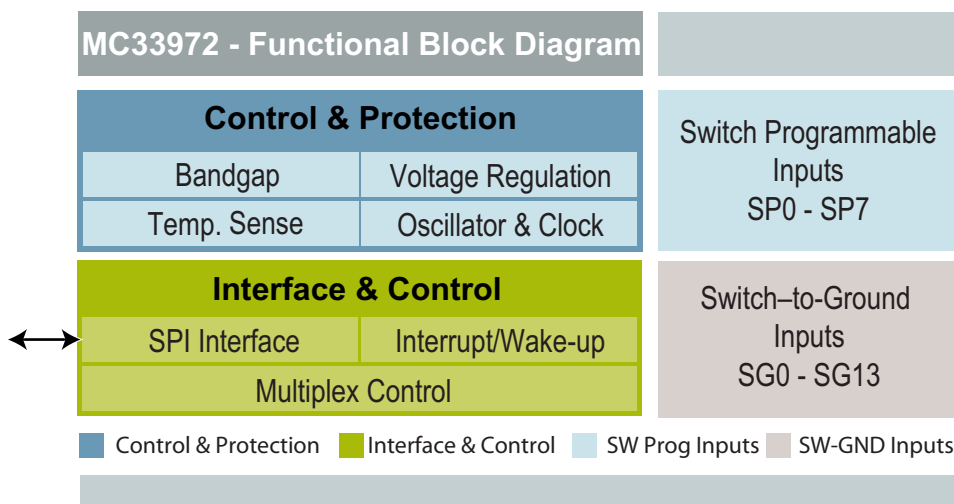 MC33972 - Functional Block Diagram
Control & Protection
Bandgap
Voltage Regulation
Temp. Sense
Oscillator & Clock
Switch Programmable
Inputs
SP0 - SP7
Interface & Control
SPI Interface
Interrupt/Wake-up
Multiplex Control
Switch–to-Ground
Inputs
SG0 - SG13
Control & Protection
Interface & Control
SW Prog Inputs
SW-GND Inputs